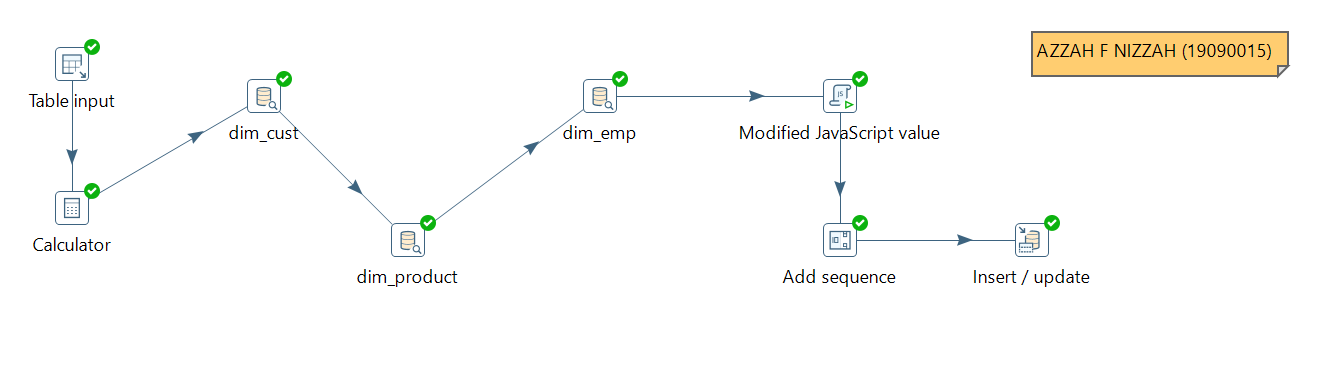 AZZAH F NIZZAH (19090015)
Table input
dim_cust
dim_emp
Modified JavaScript value
Calculator
dim_product
Add sequence
Insert / update